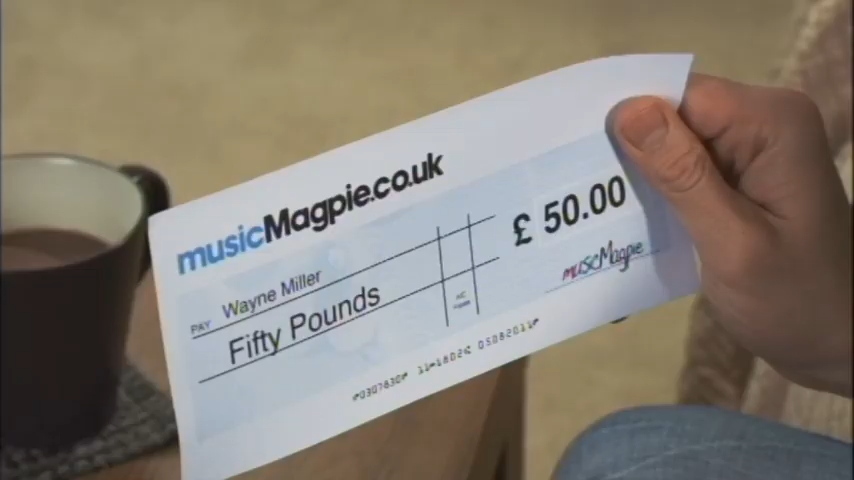 musicMagpie.co.uk
£ 50.00
PAY Wayne Miller
Fifty Pounds
musicMagpie